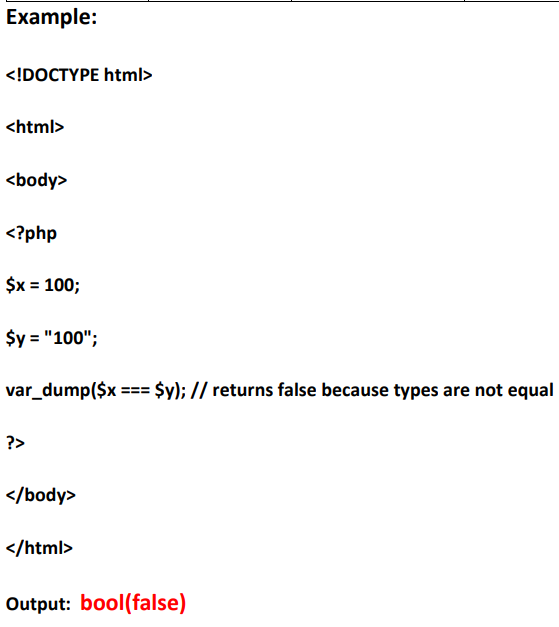 Example:
<!DOCTYPE html>
<html>
<body>
<?php
$x = 100;
$y = "100";
var_dump($x === $y); // returns false because types are not equal
?>
</body>
</html>
Output: bool(false)